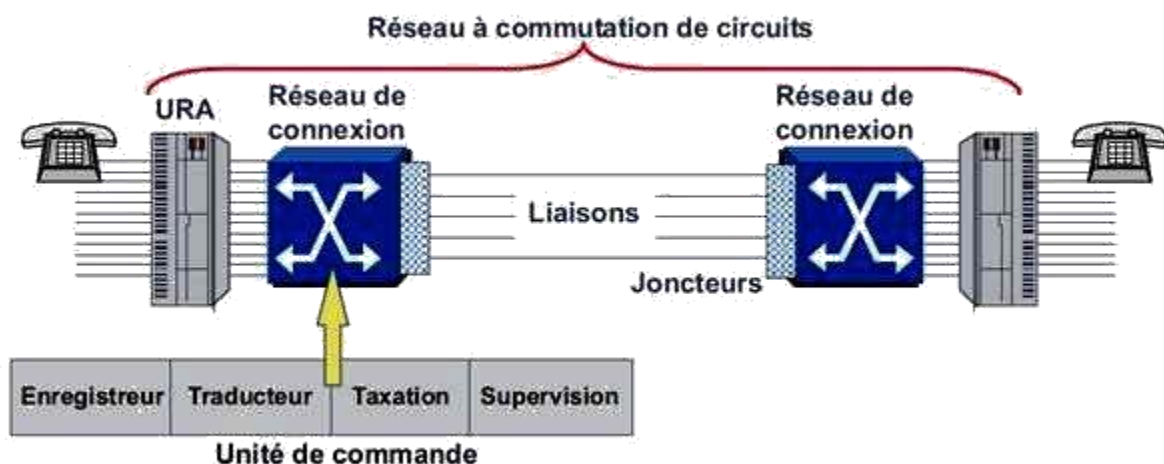 Réseau à commutation de circuits
URA
Réseau de
connexion
Réseau de
connexion
Liaisons
Joncteurs
Enregistreur
Traducteur
Taxation
Supervision
Unité de commande